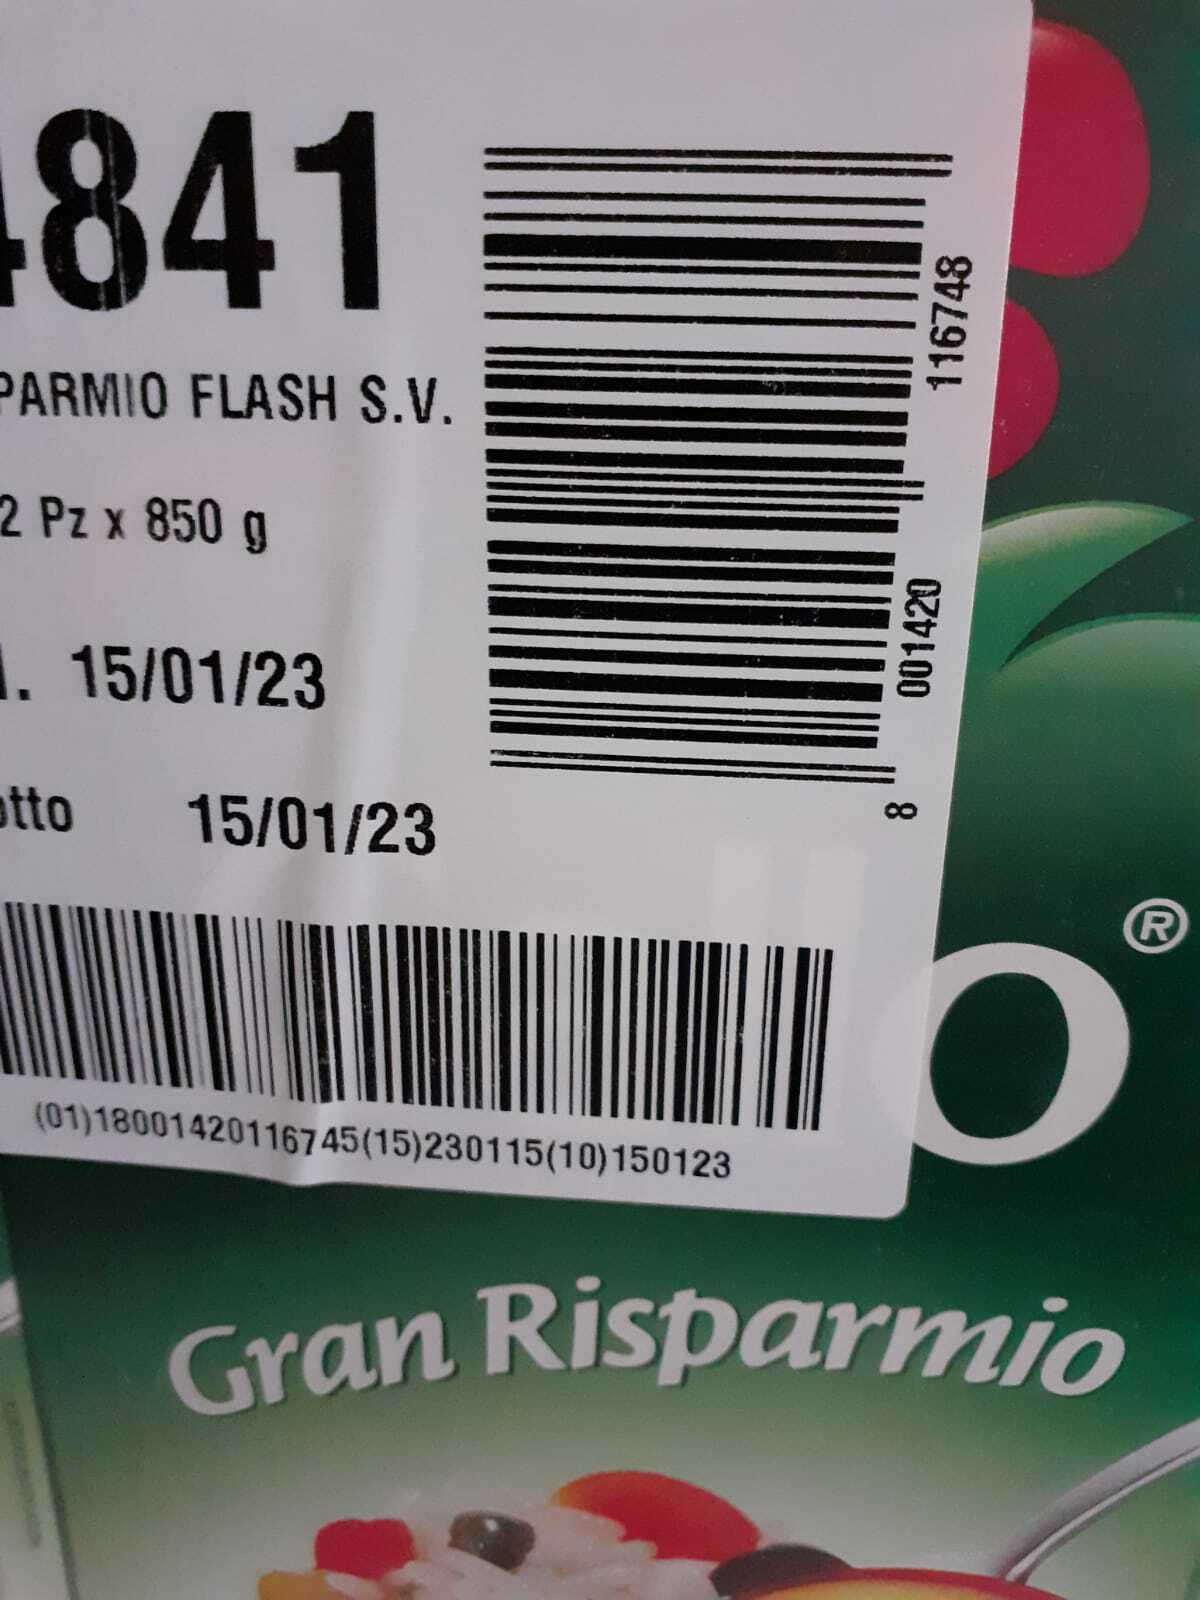 4841
PARMIO FLASH S.V.
2 Pz x 850 g
. 15/01/23
otto 15/01/23
8 001420 116748
(01)18001420116745(15)230115(10)150123
O®
Gran Risparmio